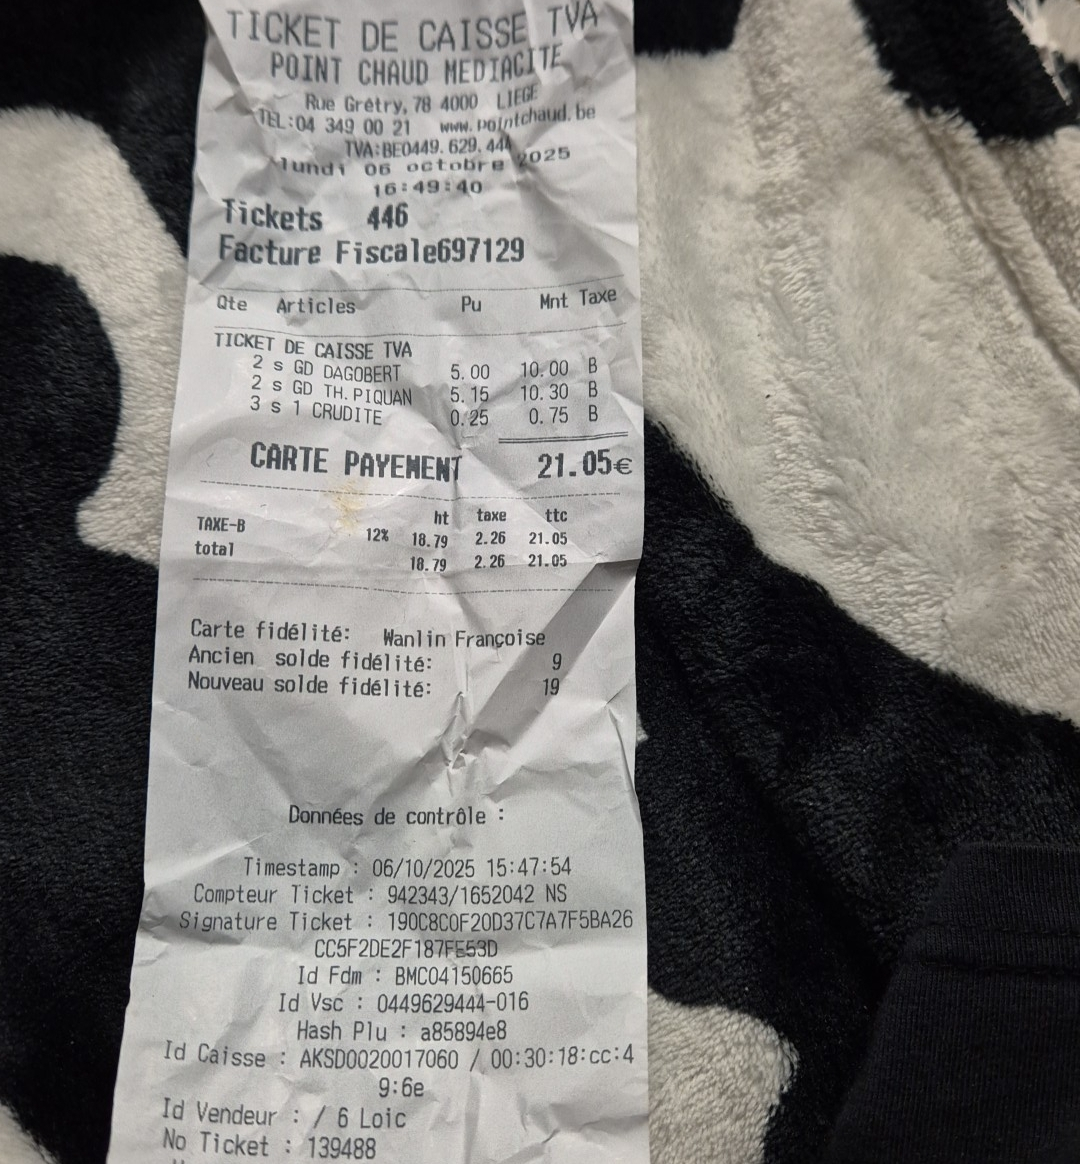 TICKET DE CAISSE TVA
POINT CHAUD MEDIACITE
Rue Grétry, 78 4000 LIEGE
TEL:04 349 00 21 www.pointchaud.be
TVA:BE0449.629.444
lundi 06 octobre 2025
16:49:40
Tickets 446
Facture Fiscale697129
Qte Articles Pu Mnt Taxe
TICKET DE CAISSE TVA
2 s GD DAGOBERT 5.00 10.00 B
2 s GD TH.PIQUAN 5.15 10.30 B
3 s 1 CRUDITE 0.25 0.75 B
CARTE PAYEMENT 21.05€
ht taxe ttc
TAXE-B 12% 18.79 2.26 21.05
total 18.79 2.26 21.05
Carte fidélité: Wanlin Françoise
Ancien solde fidélité: 9
Nouveau solde fidélité: 19
Données de contrôle :
Timestamp : 06/10/2025 15:47:54
Compteur Ticket : 942343/1652042 NS
Signature Ticket : 190C8C0F20D37C7A7F5BA26
CC5F2DE2F187FE53D
Id Fdm : BMC04150665
Id Vsc : 0449629444-016
Hash Plu : a85894e8
Id Caisse : AKSD0020017060 / 00:30:18:cc:4
9:6e
Id Vendeur : / 6 Loic
No Ticket : 139488